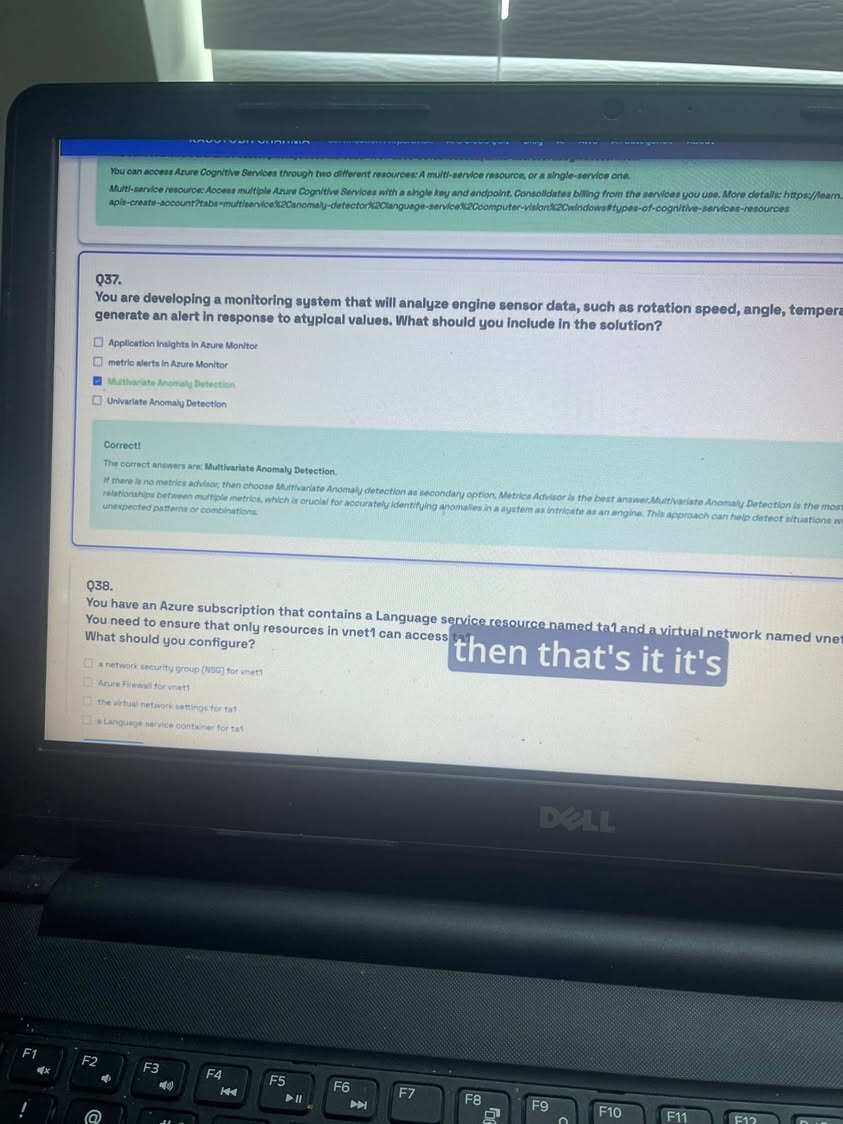 You can access Azure Cognitive Services through two different resources: A multi-service resource, or a single-service one.
Multi-service resource: Access multiple Azure Cognitive Services with a single key and endpoint. Consolidates billing from the services you use. More details: https://learn.
apis-create-account?tabs=multiservice%2Canomaly-detector%2Clanguage-service%2Ccomputer-vision%2Cwindows#types-of-cognitive-services-resources
Q37.
You are developing a monitoring system that will analyze engine sensor data, such as rotation speed, angle, tempera
generate an alert in response to atypical values. What should you include in the solution?
Application Insights in Azure Monitor
metric alerts in Azure Monitor
Multivariate Anomaly Detection
Univariate Anomaly Detection
Correct!
The correct answers are: Multivariate Anomaly Detection.
If there is no metrics advisor, then choose Multivariate Anomaly detection as secondary option, Metrics Advisor is the best answer.Multivariate Anomaly Detection is the most
relationships between multiple metrics, which is crucial for accurately identifying anomalies in a system as intricate as an engine. This approach can help detect situations w
unexpected patterns or combinations.
Q38.
You have an Azure subscription that contains a Language service resource named ta1 and a virtual network named vnet
You need to ensure that only resources in vnet1 can access ta1.
What should you configure?
then that's it it's
a network security group (NSG) for vnet1
Azure Firewall for vnet1
the virtual network settings for ta1
a Language service container for ta1
DELL
F1
F2
F3
F4
F5
F6
F7
F8
F9
F10
F11
F12
!
@